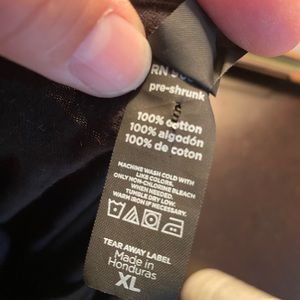 RN
pre-shrunk
S
100% cotton
100% algodón
100% de coton
MACHINE WASH COLD WITH
LIKE COLORS.
ONLY NON-CHLORINE BLEACH
WHEN NEEDED.
TUMBLE DRY LOW.
WARM IRON IF NECESSARY.
TEAR AWAY LABEL
Made in
Honduras
XL